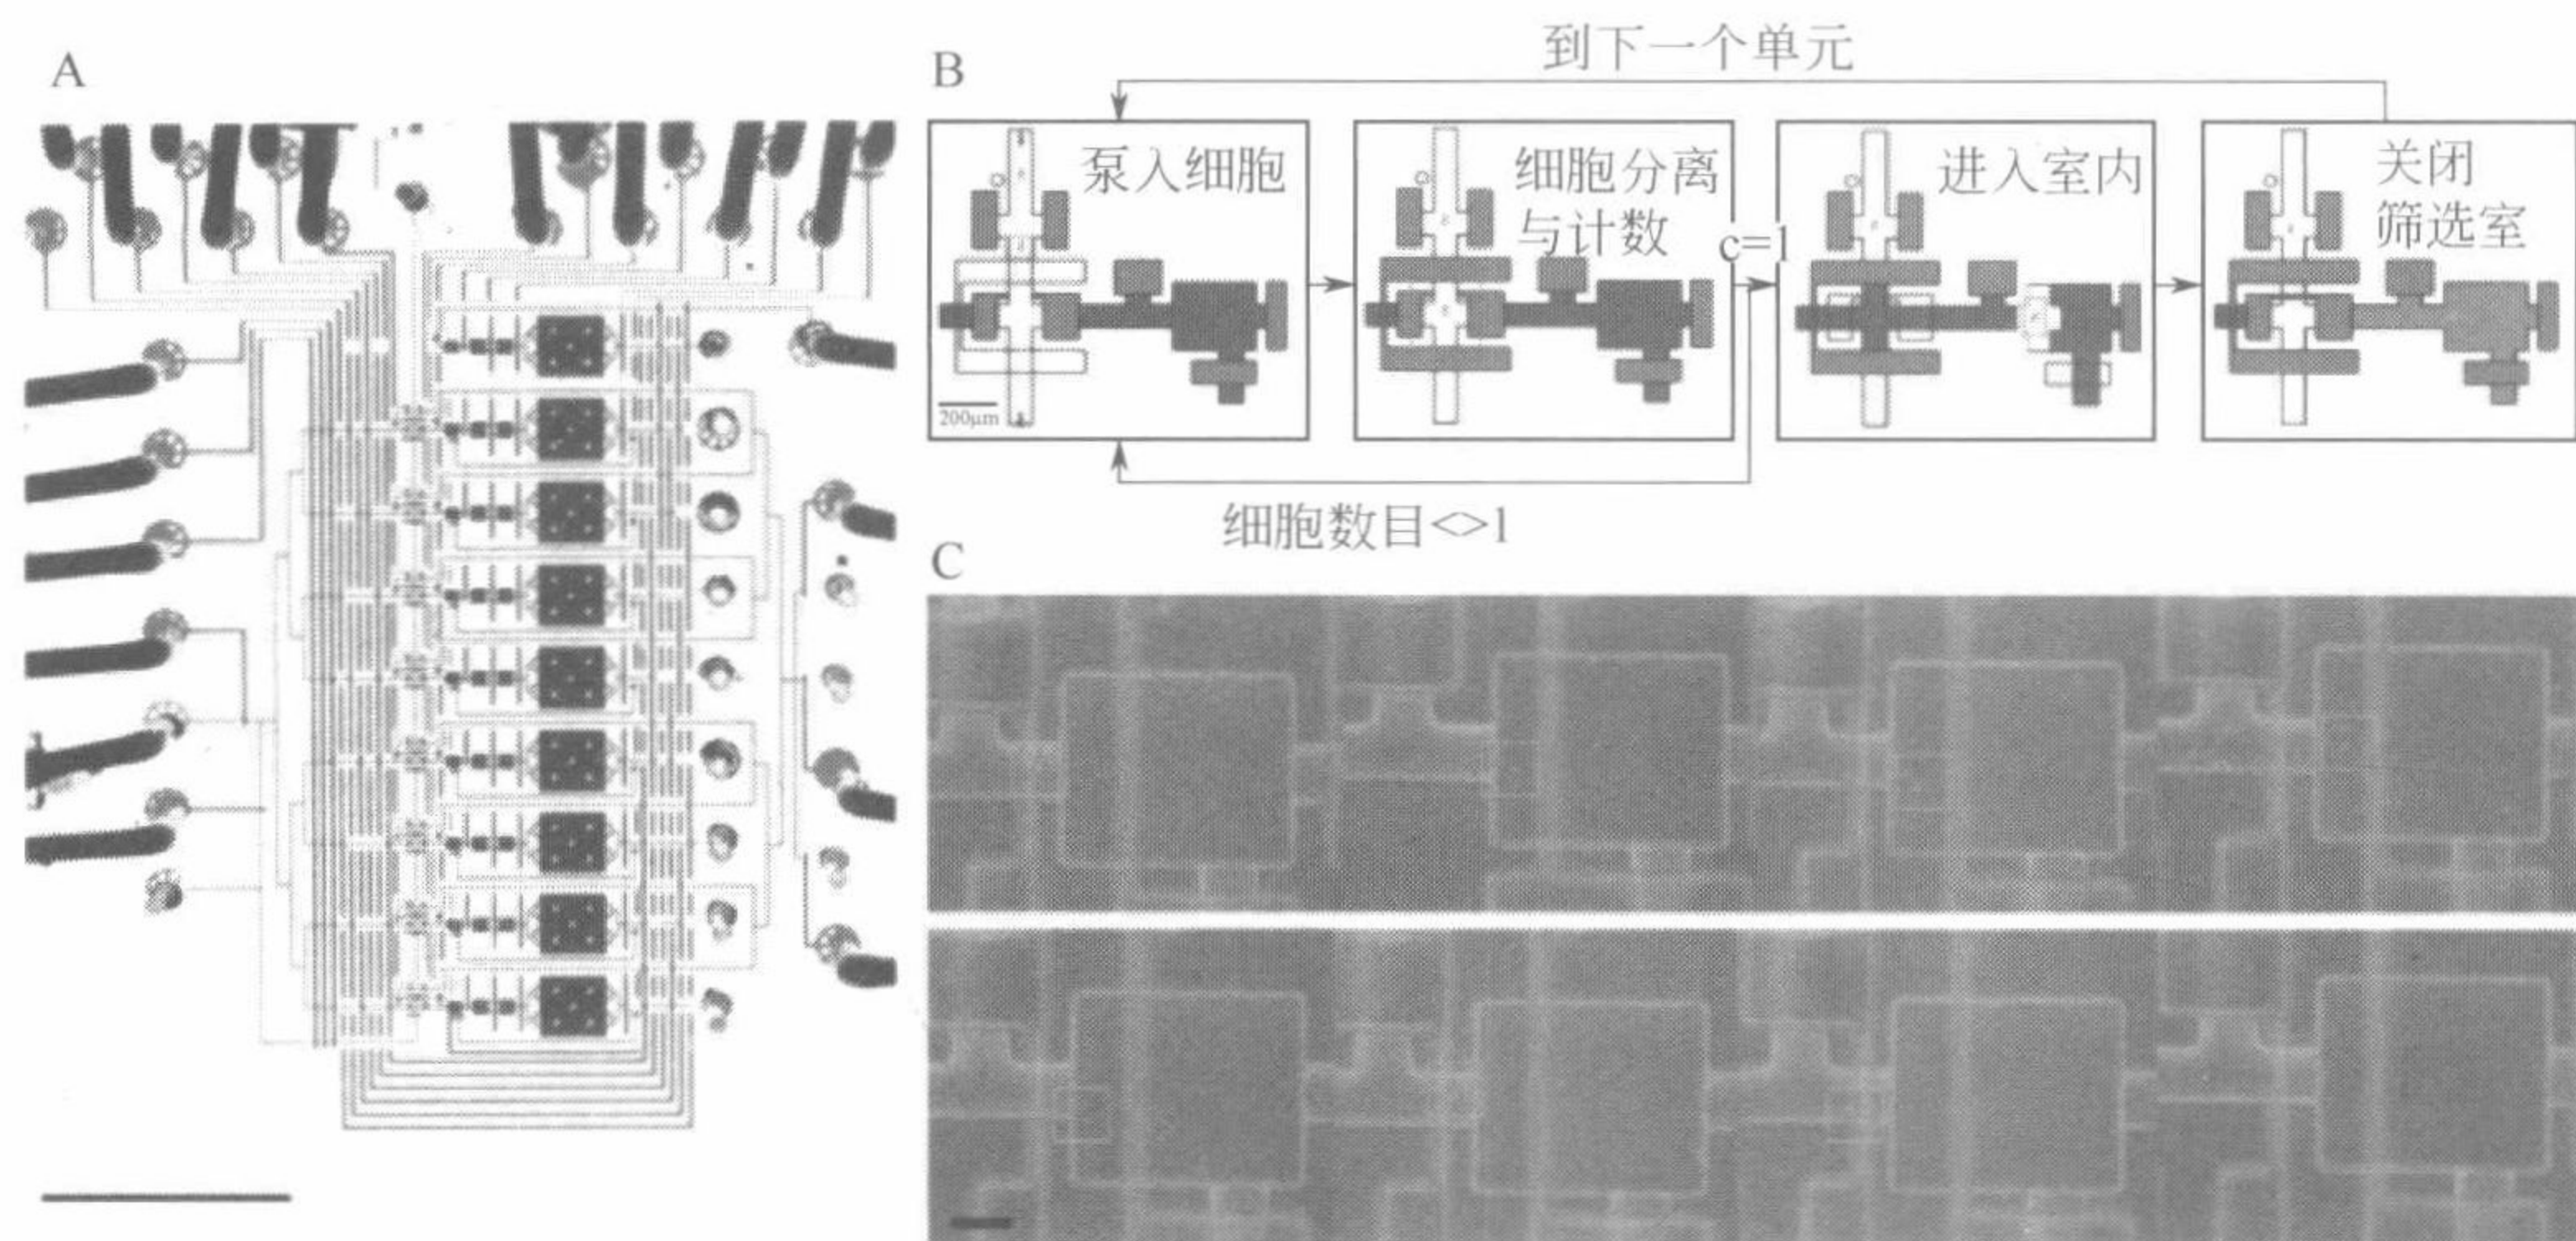 A
B
到下一个单元
泵入细胞
200μm
细胞分离
与计数
c=1
进入室内
关闭
筛选室
细胞数目<>1
C